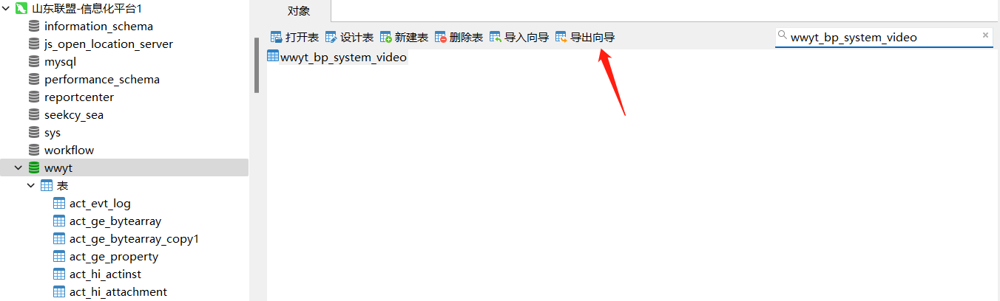 山东联盟-信息化平台1
information_schema
js_open_location_server
mysql
performance_schema
reportcenter
seekcy_sea
sys
workflow
wwyt
表
act_evt_log
act_ge_bytearray
act_ge_bytearray_copy1
act_ge_property
act_hi_actinst
act_hi_attachment
对象
打开表 设计表 新建表 删除表 导入向导 导出向导 wwyt_bp_system_video
wwyt_bp_system_video